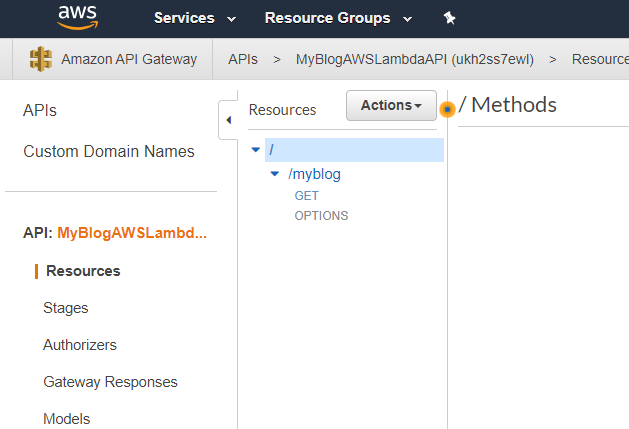 aws
Services
Resource Groups
Amazon API Gateway
APIs > MyBlogAWSLambdaAPI (ukh2ss7ewl) > Resource
APIs
Custom Domain Names
API: MyBlogAWSLambd...
Resources
Stages
Authorizers
Gateway Responses
Models
Resources
Actions
/
/myblog
GET
OPTIONS
/ Methods